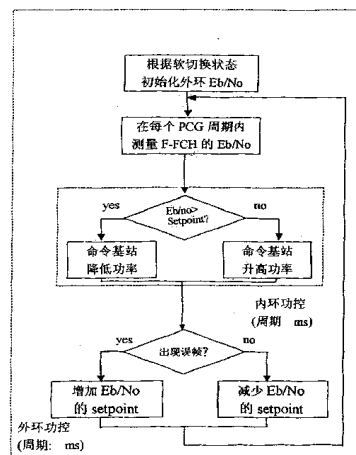 根据软切换状态
初始化外环 Eb/No
在每个 PCG 周期内
测量 F-FCH 的 Eb/No
yes
Eb/no>
Setpoint?
no
命令基站
降低功率
命令基站
升高功率
内环功控
(周期 ms)
yes
出现误帧?
no
增加 Eb/No
的 setpoint
减少 Eb/No
的 setpoint
外环功控
(周期: ms)